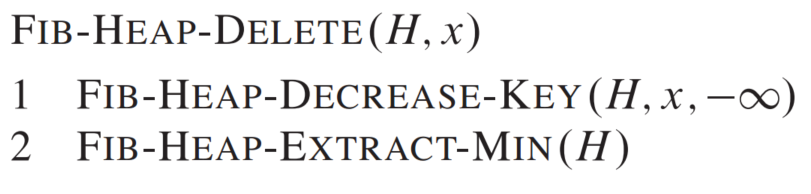 FIB-HEAP-DELETE(H, x)
1 FIB-HEAP-DECREASE-KEY(H, x, −∞)
2 FIB-HEAP-EXTRACT-MIN(H)